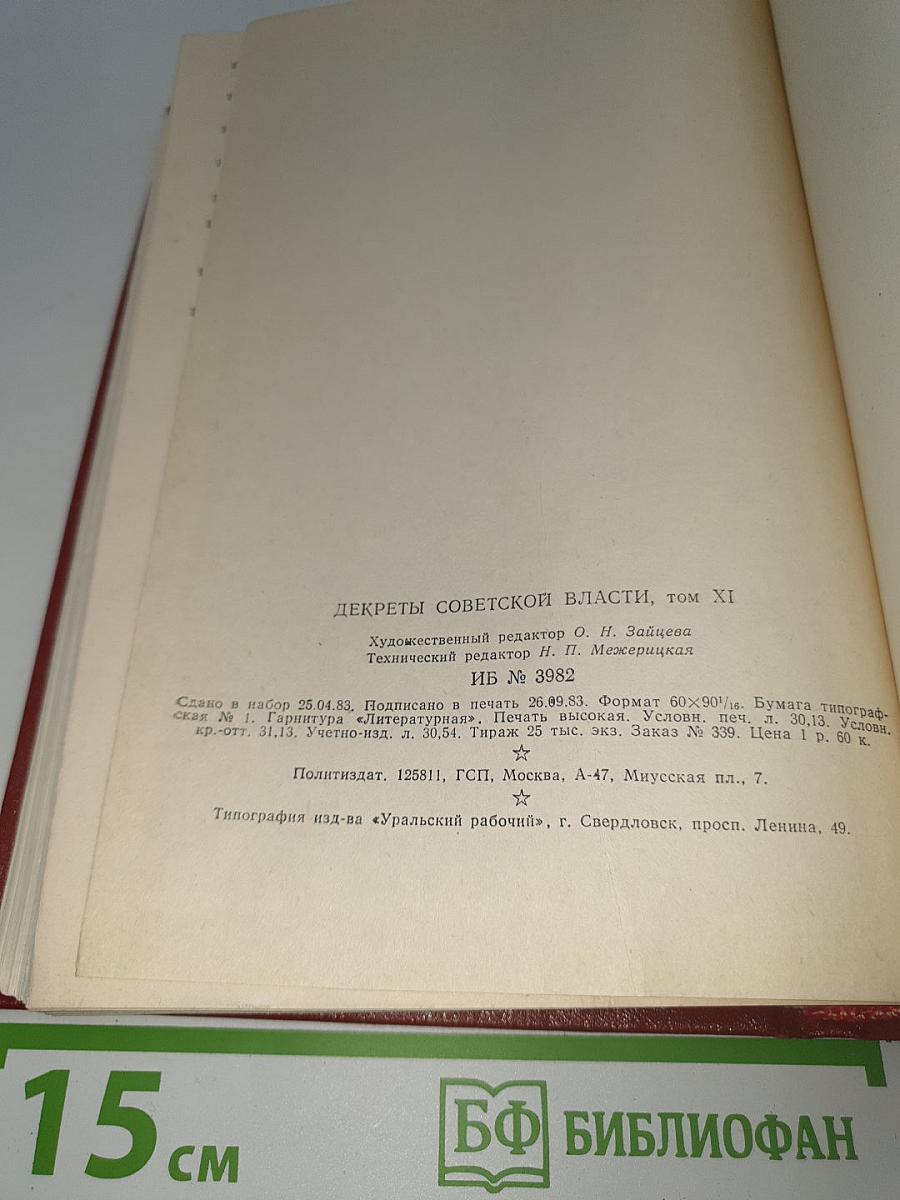 ДЕКРЕТЫ СОВЕТСКОЙ ВЛАСТИ, том XI
Художественный редактор О. Н. Зайцева
Технический редактор Н. П. Межерицкая
ИБ № 3982
Сдано в набор 25.04.83. Подписано в печать 26.09.83. Формат 60×90¹/₁₆. Бумага типограф-
ская № 1. Гарнитура «Литературная». Печать высокая. Условн. печ. л. 30,13. Условн.
кр.-отт. 31,13. Учетно-изд. л. 30,54. Тираж 25 тыс. экз. Заказ № 339. Цена 1 р. 60 к.
Политиздат. 125811, ГСП, Москва, А-47, Миусская пл., 7.
Типография изд-ва «Уральский рабочий», г. Свердловск, просп. Ленина, 49.
15 см
БФ БИБЛИОФАН